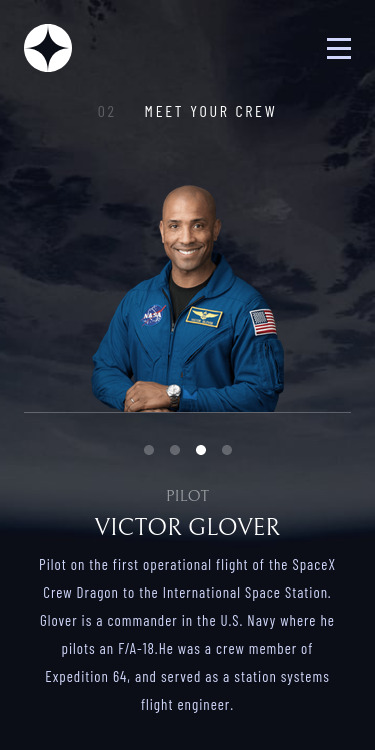 02 MEET YOUR CREW
NASA
PILOT
VICTOR GLOVER
Pilot on the first operational flight of the SpaceX
Crew Dragon to the International Space Station.
Glover is a commander in the U.S. Navy where he
pilots an F/A-18.He was a crew member of
Expedition 64, and served as a station systems
flight engineer.